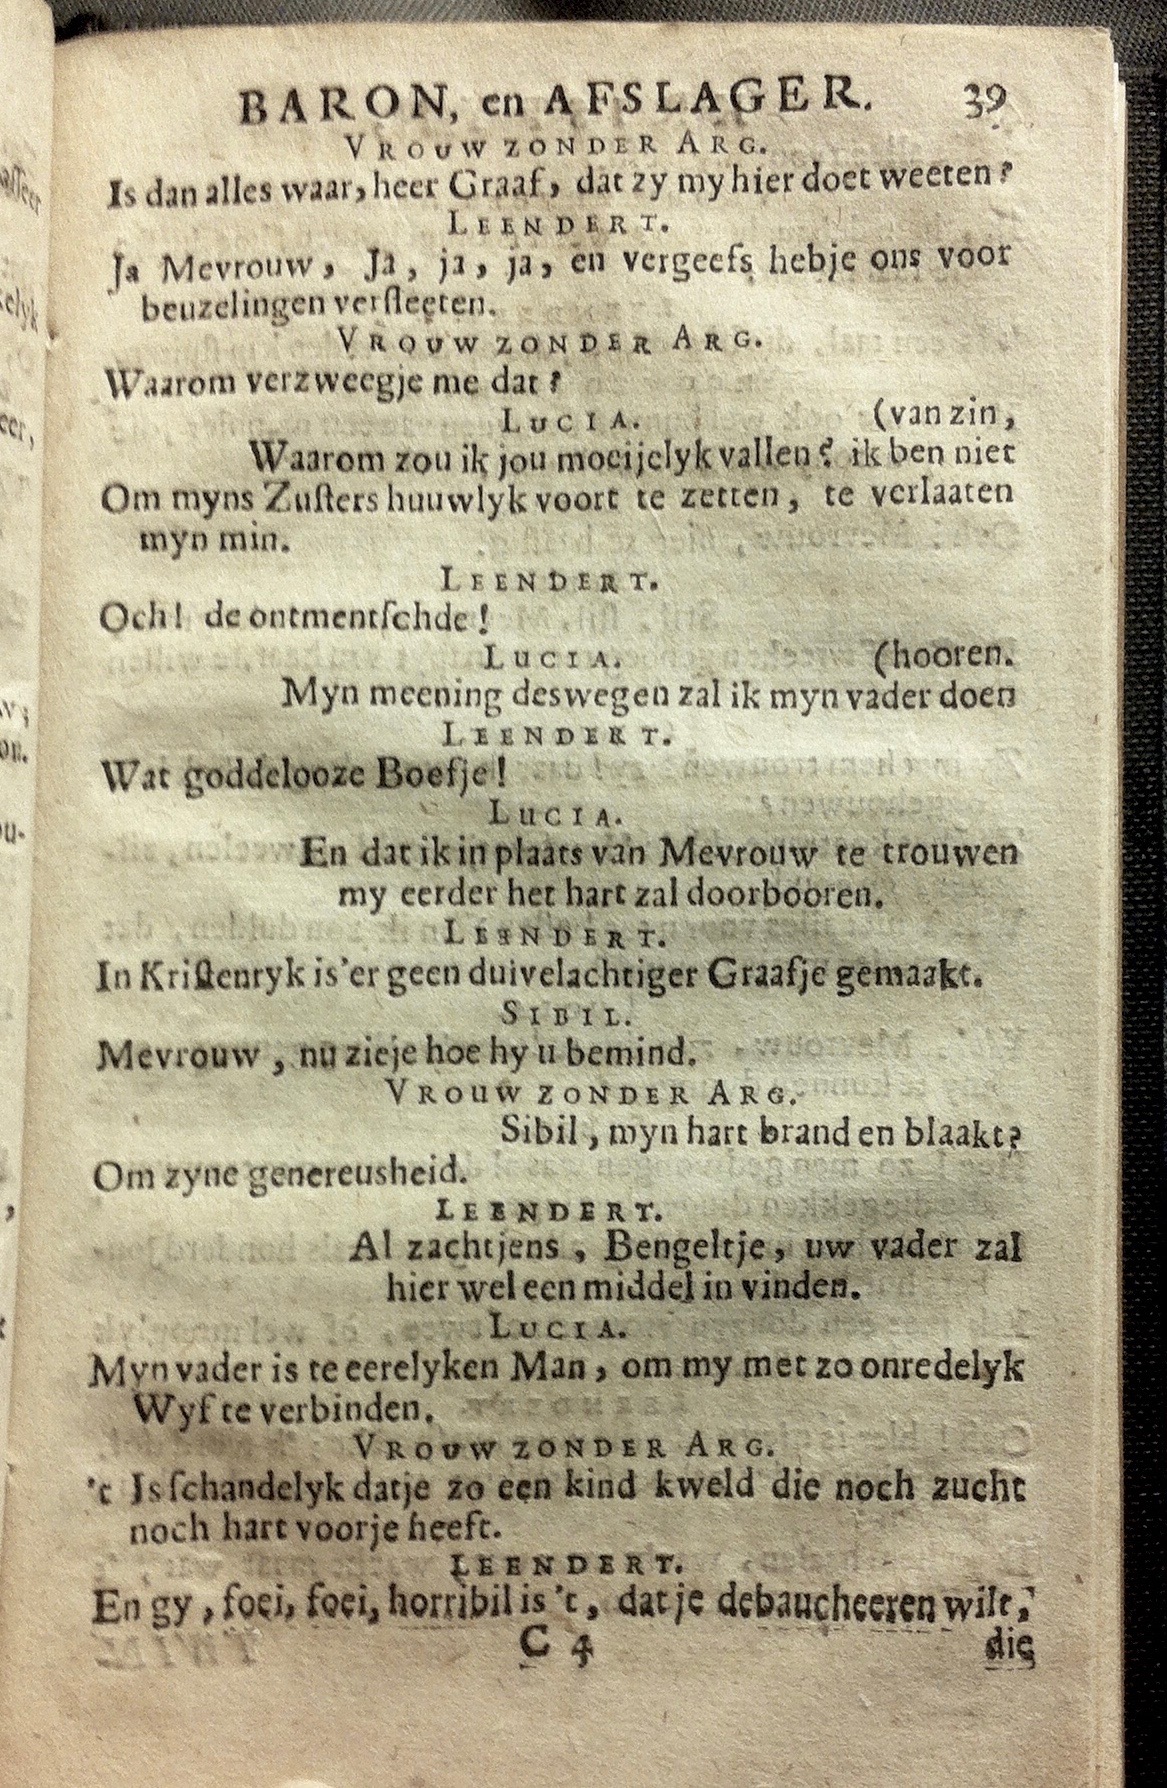 BARON, en AFSLAGER. 39
VROUW ZONDER ARG.
Is dan alles waar, heer Graaf, dat zy my hier doet weeten?
LEENDERT.
Ja Mevrouw, Ja, ja, ja, en vergeefs hebje ons voor
beuzelingen versleeten.
VROUW ZONDER ARG.
Waarom verzweegje me dat?
LUCIA. (van zin,
Waarom zou ik jou moeijelyk vallen? ik ben niet
Om myns Zusters huuwlyk voort te zetten, te verlaaten
myn min.
LEENDERT.
Och! de ontmentschde!
LUCIA. (hooren.
Myn meening deswegen zal ik myn vader doen
LEENDERT.
Wat goddelooze Boefje!
LUCIA.
En dat ik in plaats van Mevrouw te trouwen
my eerder het hart zal doorbooren.
LEENDERT.
In Kristenryk is'er geen duivelachtiger Graafje gemaakt.
SIBIL.
Mevrouw, nu zieje hoe hy u bemind.
VROUW ZONDER ARG.
Sibil, myn hart brand en blaakt?
Om zyne genereusheid.
LEENDERT.
Al zachtjens, Bengeltje, uw vader zal
hier wel een middel in vinden.
LUCIA.
Myn vader is te eerelyken Man, om my met zo onredelyk
Wyf te verbinden.
VROUW ZONDER ARG.
't Is schandelyk datje zo een kind kweld die noch zucht
noch hart voorje heeft.
LEENDERT.
En gy, foei, foei, horribil is 't, dat je debaucheeren wilt,
C 4 die